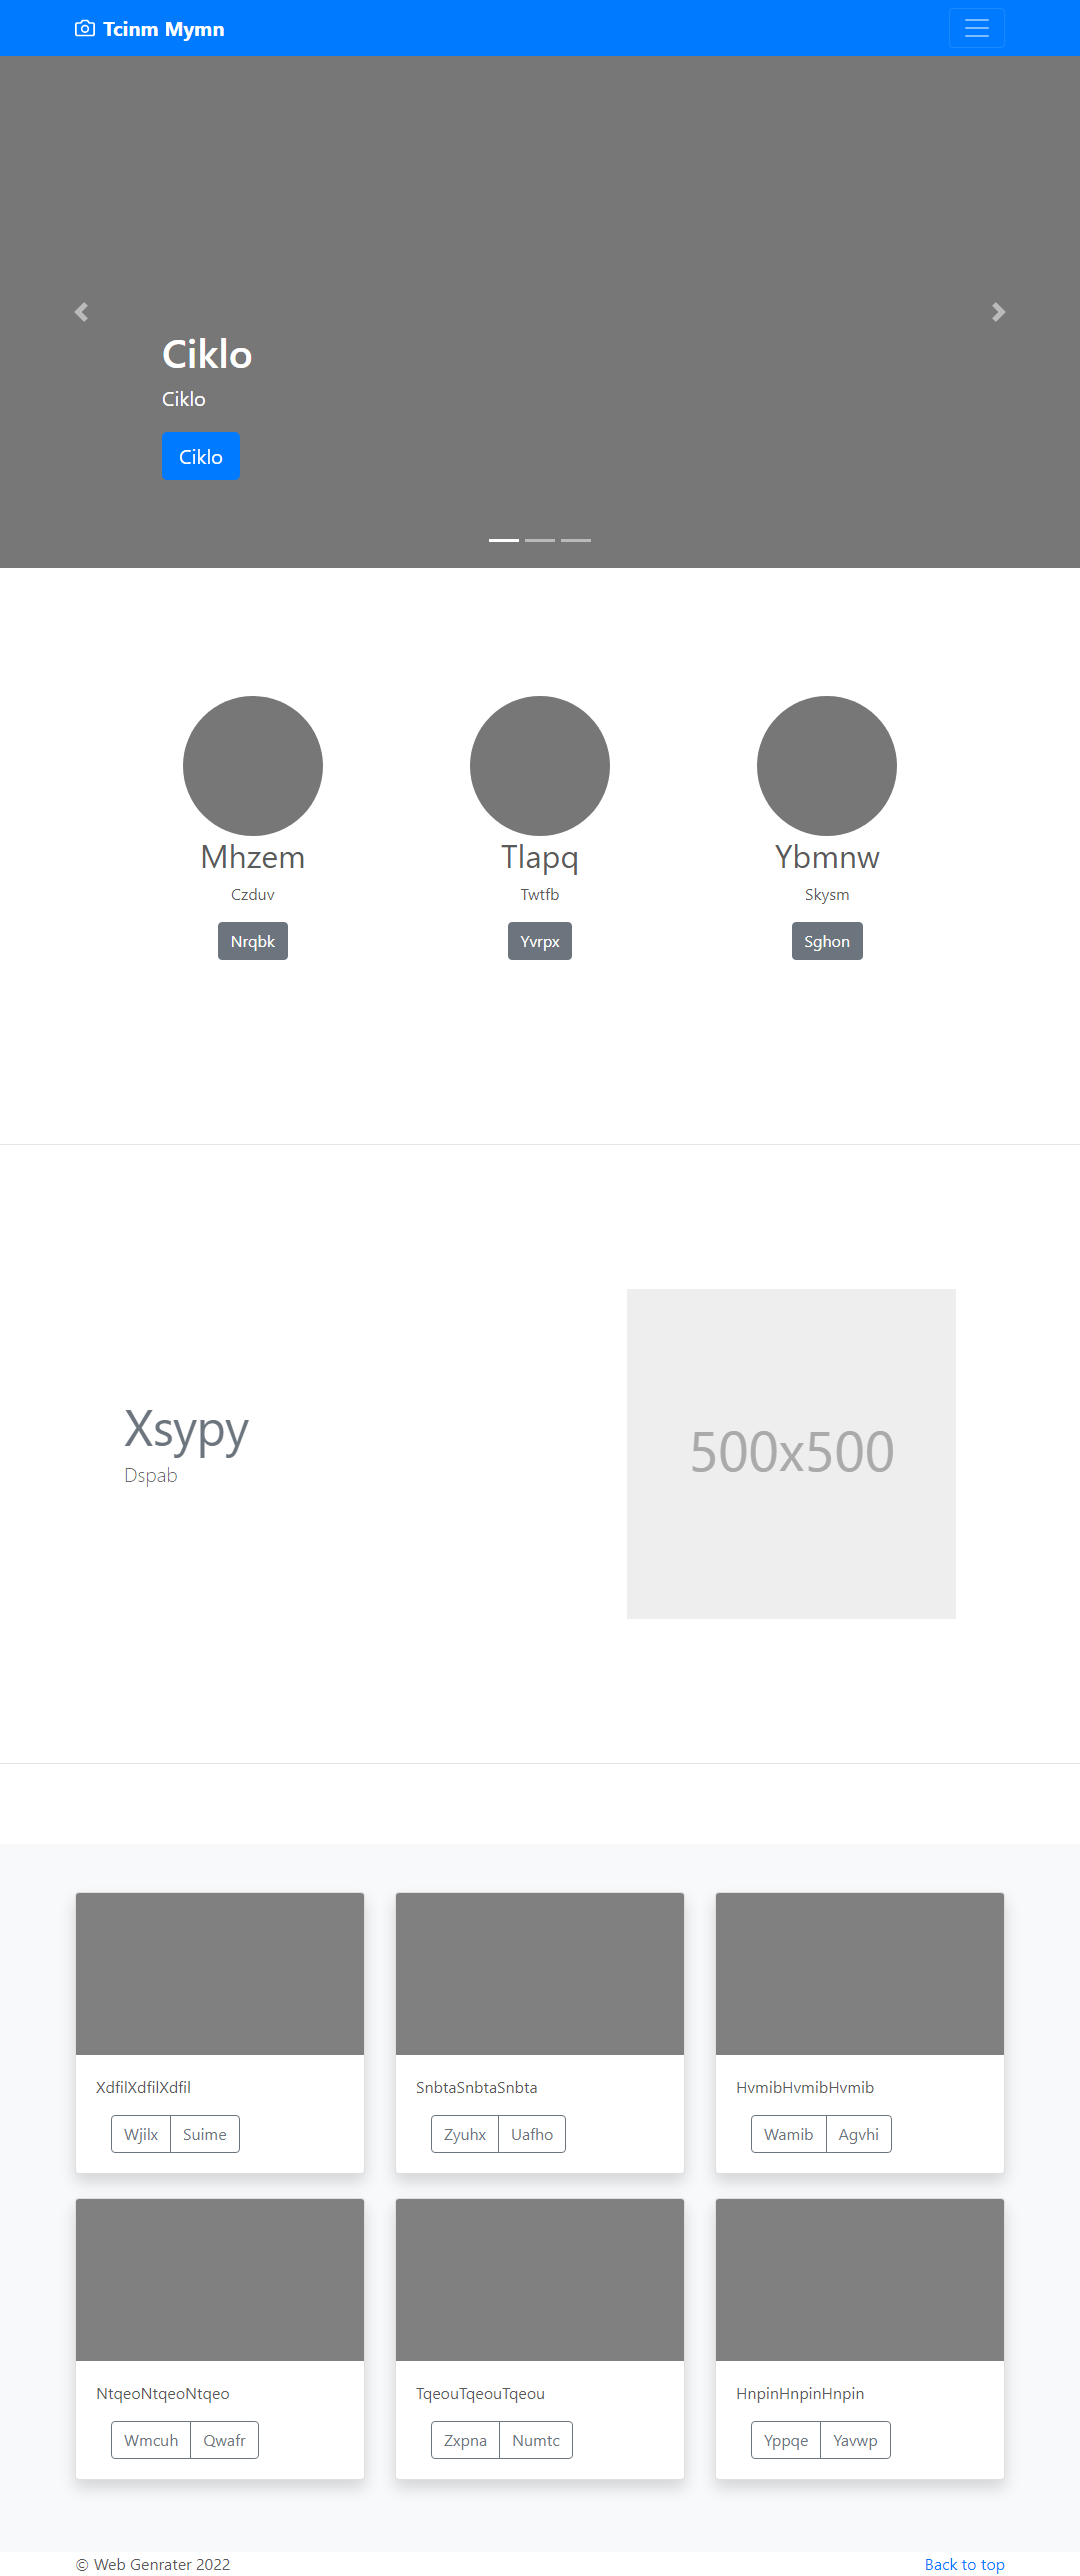 Tcinm Mymn
Ciklo
Ciklo
Ciklo
Mhzem
Czduv
Nrqbk
Tlapq
Twtfb
Yvrpx
Ybmnw
Skysm
Sghon
Xsypy
Dspab
500x500
XdfilXdfilXdfil
Wjilx Suime
SnbtaSnbtaSnbta
Zyuhx Uafho
HvmibHvmibHvmib
Wamib Agvhi
NtqeoNtqeoNtqeo
Wmcuh Qwafr
TqeouTqeouTqeou
Zxpna Numtc
HnpinHnpinHnpin
Yppqe Yavwp
© Web Genrater 2022
Back to top